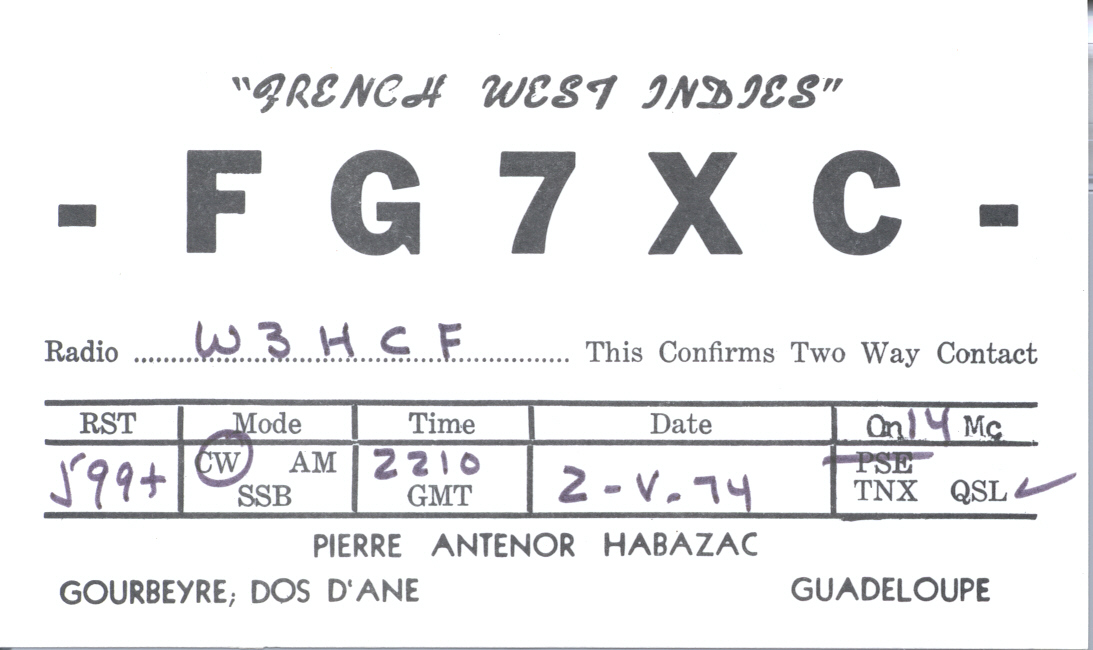 "FRENCH WEST INDIES"
- F G 7 X C -
Radio W3HCF This Confirms Two Way Contact
RST Mode Time Date On 14 Mc
599+ CW AM 2210 2-V-74 PSE
SSB GMT TNX QSL ✓
PIERRE ANTENOR HABAZAC
GOURBEYRE; DOS D'ANE GUADELOUPE